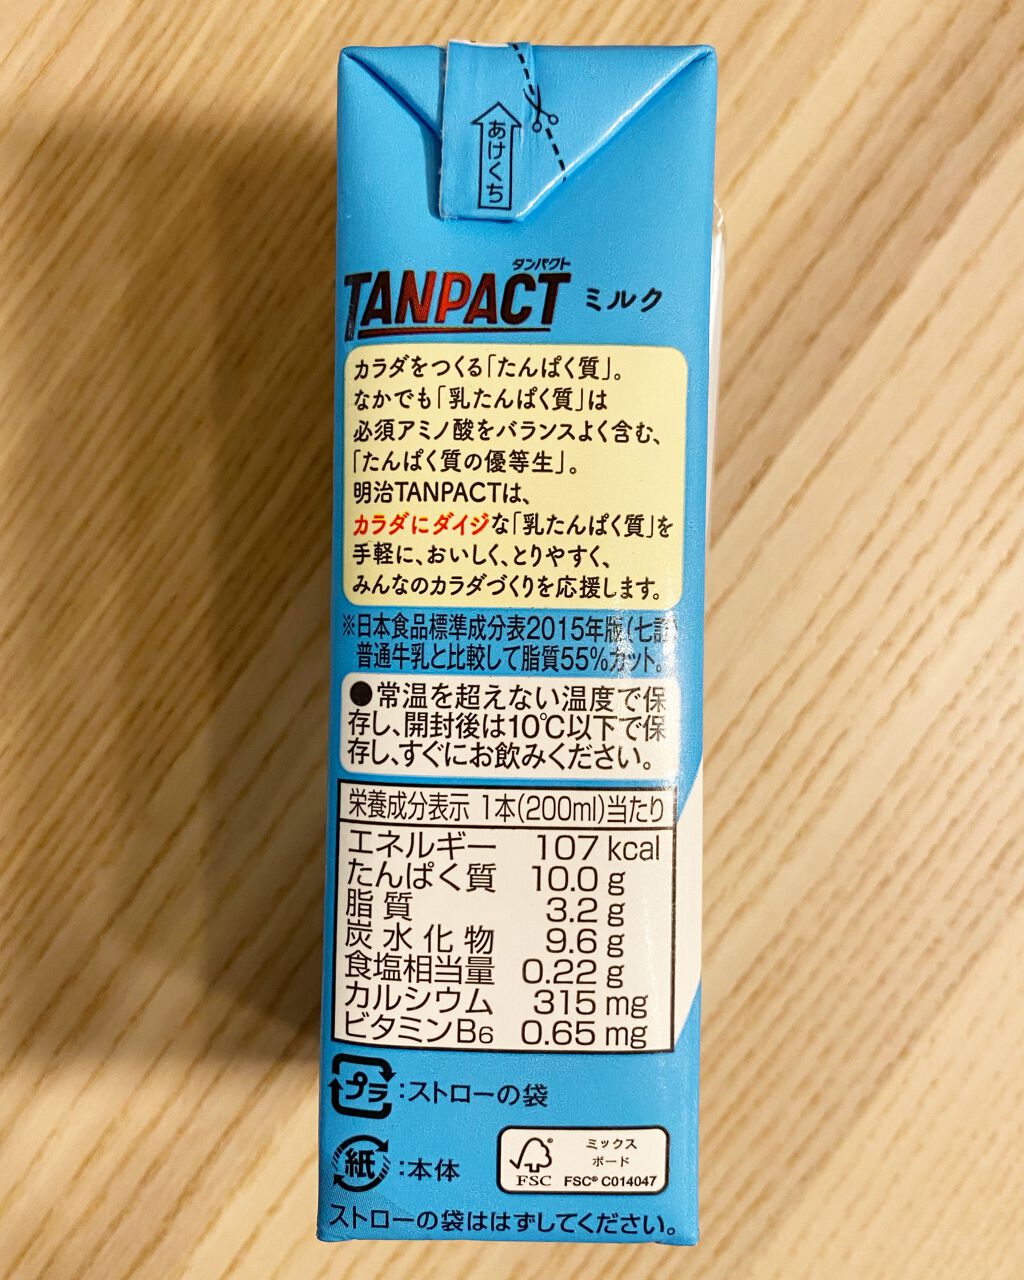 あけくち
タンパクト
TANPACT ミルク
カラダをつくる「たんぱく質」。
なかでも「乳たんぱく質」は
必須アミノ酸をバランスよく含む、
「たんぱく質の優等生」。
明治TANPACTは、
カラダにダイジな「乳たんぱく質」を
手軽に、おいしく、とりやすく、
みんなのカラダづくりを応援します。
※日本食品標準成分表2015年版(七訂)
普通牛乳と比較して脂質55%カット。
●常温を超えない温度で保
存し、開封後は10℃以下で保
存し、すぐにお飲みください。
栄養成分表示 1本(200ml)当たり
エネルギー 107 kcal
たんぱく質 10.0 g
脂質 3.2 g
炭水化物 9.6 g
食塩相当量 0.22 g
カルシウム 315 mg
ビタミンB6 0.65 mg
プラ:ストローの袋
紙:本体
ミックス
ボード
FSC FSC® C014047
ストローの袋ははずしてください。